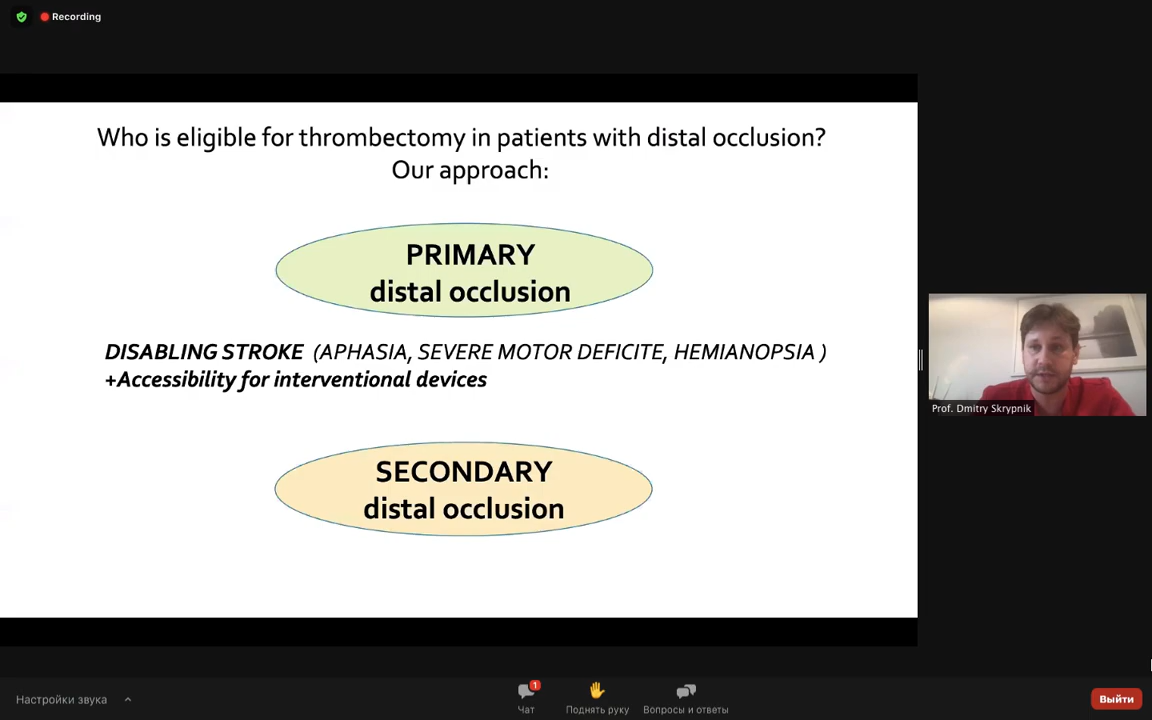 Recording
Who is eligible for thrombectomy in patients with distal occlusion?
Our approach:
PRIMARY
distal occlusion
DISABLING STROKE (APHASIA, SEVERE MOTOR DEFICITE, HEMIANOPSIA )
+Accessibility for interventional devices
SECONDARY
distal occlusion
Prof. Dmitry Skrypnik
Настройки звука
1
Чат
Поднять руку
Вопросы и ответы
Выйти